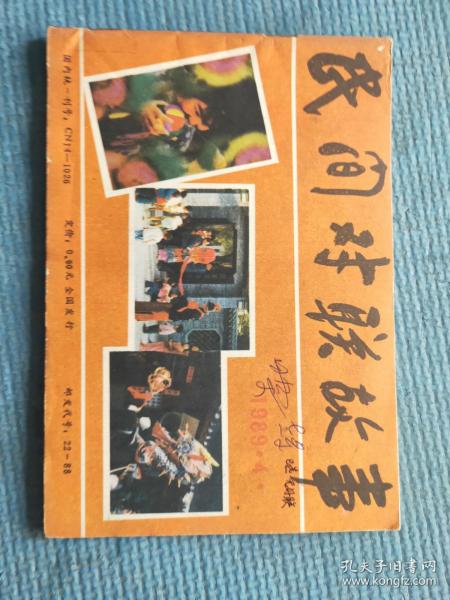 民间对联故事
1989·4·
国内统一刊号：CN14—1026
定价：0.60元 全国发行
邮发代号：22—88
孔夫子旧书网
www.kongfz.com